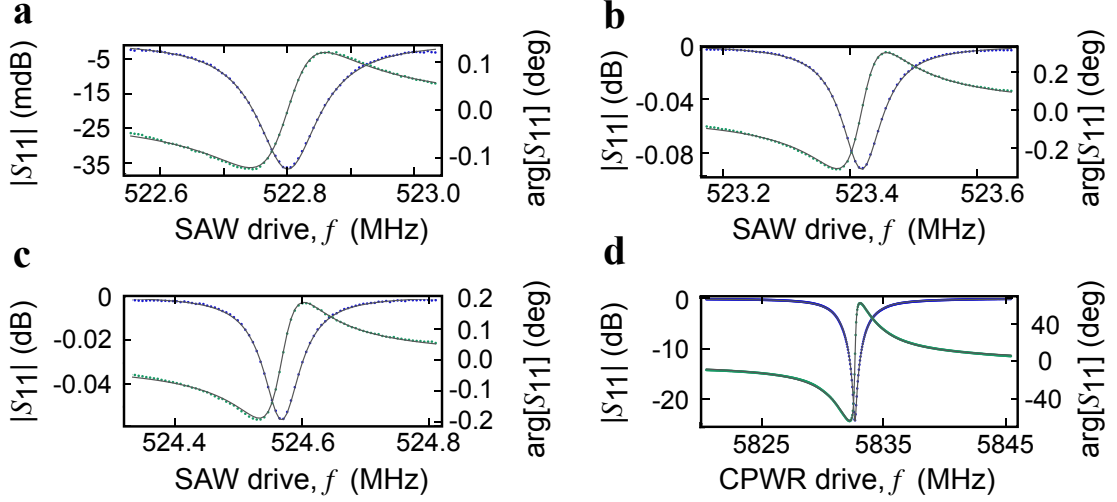 a
|S11| (mdB)
-5
-15
-25
-35
0.1
0.0
-0.1
arg[S11] (deg)
522.6
522.8
523.0
SAW drive, f (MHz)
b
|S11| (dB)
0
-0.04
-0.08
0.2
0.0
-0.2
arg[S11] (deg)
523.2
523.4
523.6
SAW drive, f (MHz)
c
|S11| (dB)
0
-0.02
-0.04
0.2
0.1
0.0
-0.1
-0.2
arg[S11] (deg)
524.4
524.6
524.8
SAW drive, f (MHz)
d
|S11| (dB)
0
-10
-20
40
0
-40
arg[S11] (deg)
5825
5835
5845
CPWR drive, f (MHz)